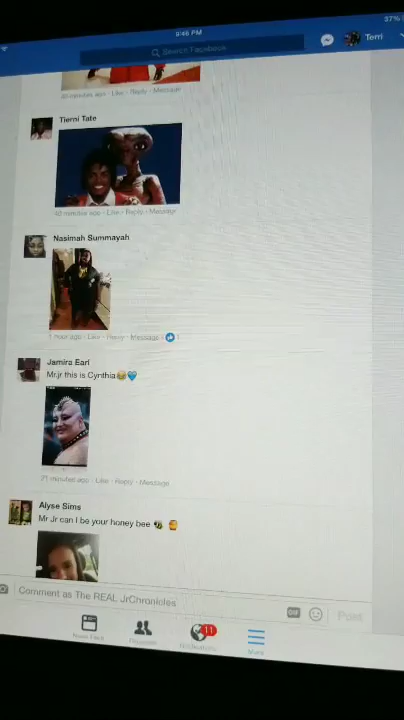 9:46 PM
37%
Search Facebook
Terri
40 minutes ago · Like · Reply · Message
Tierni Tate
40 minutes ago · Like · Reply · Message
Nasimah Summayah
1 hour ago · Like · Reply · Message · 1
Jamira Earl
Mr.jr this is Cynthia😂💙
21 minutes ago · Like · Reply · Message
Alyse Sims
Mr Jr can I be your honey bee 🐝 🍯
Comment as The REAL JrChronicles
GIF
Post
11
News Feed
Requests
Notifications
More